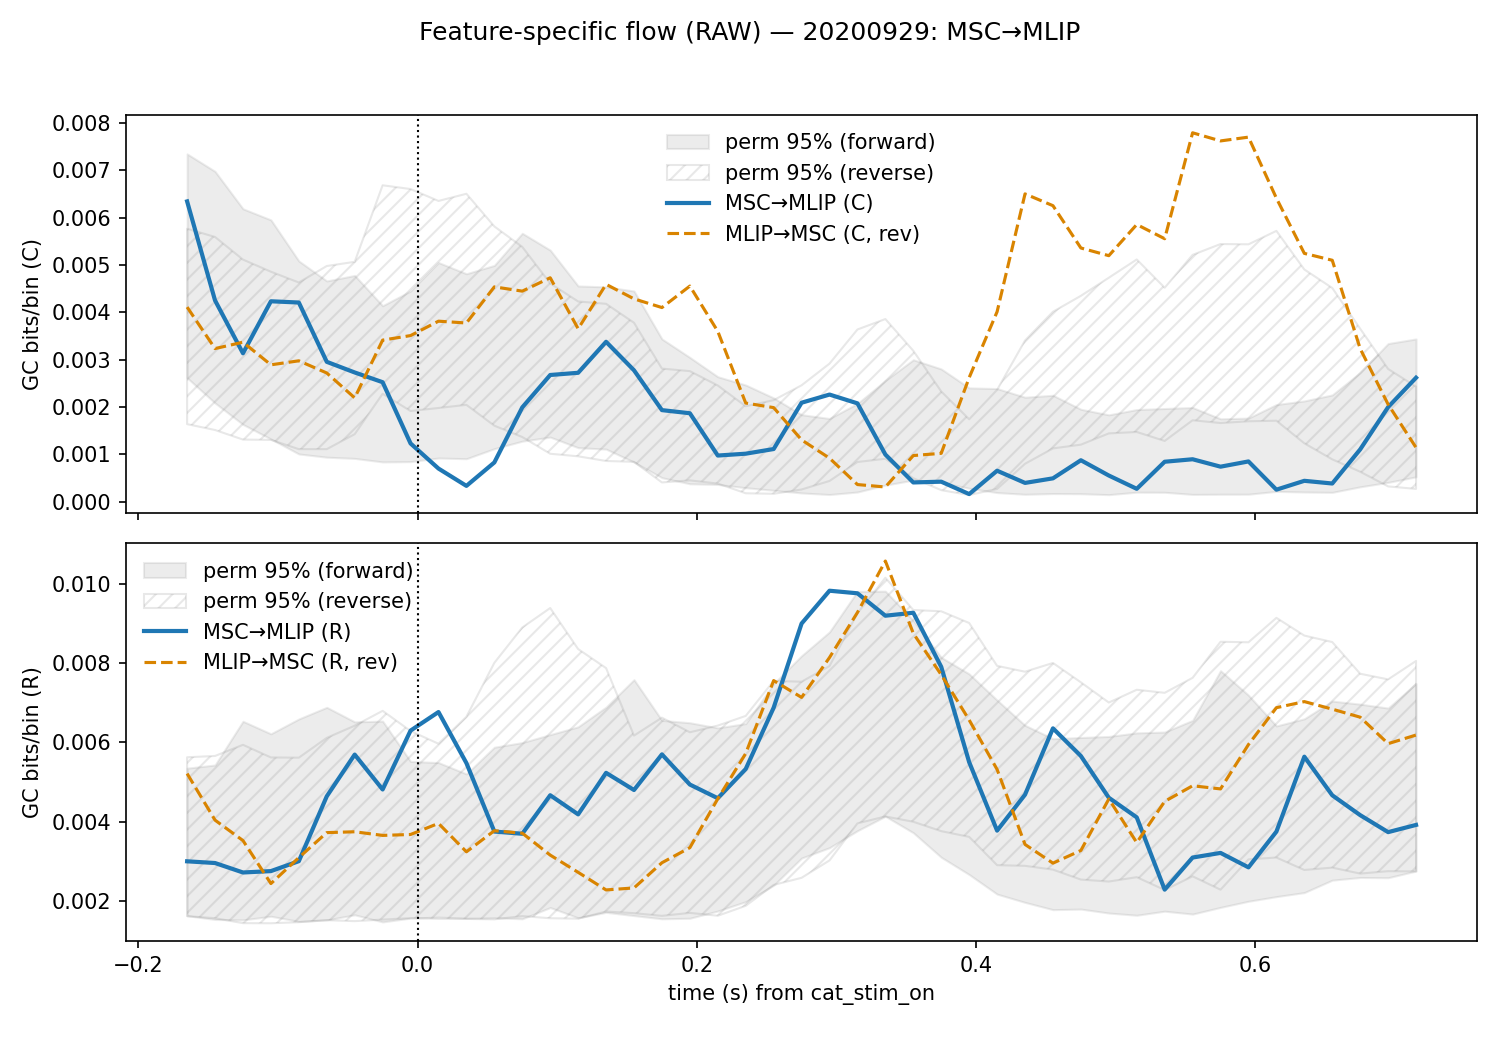 Feature-specific flow (RAW) — 20200929: MSC→MLIP
0.008
0.007
0.006
0.005
0.004
0.003
0.002
0.001
0.000
GC bits/bin (C)
perm 95% (forward)
perm 95% (reverse)
MSC→MLIP (C)
MLIP→MSC (C, rev)
0.010
0.008
0.006
0.004
0.002
GC bits/bin (R)
perm 95% (forward)
perm 95% (reverse)
MSC→MLIP (R)
MLIP→MSC (R, rev)
−0.2 0.0 0.2 0.4 0.6
time (s) from cat_stim_on